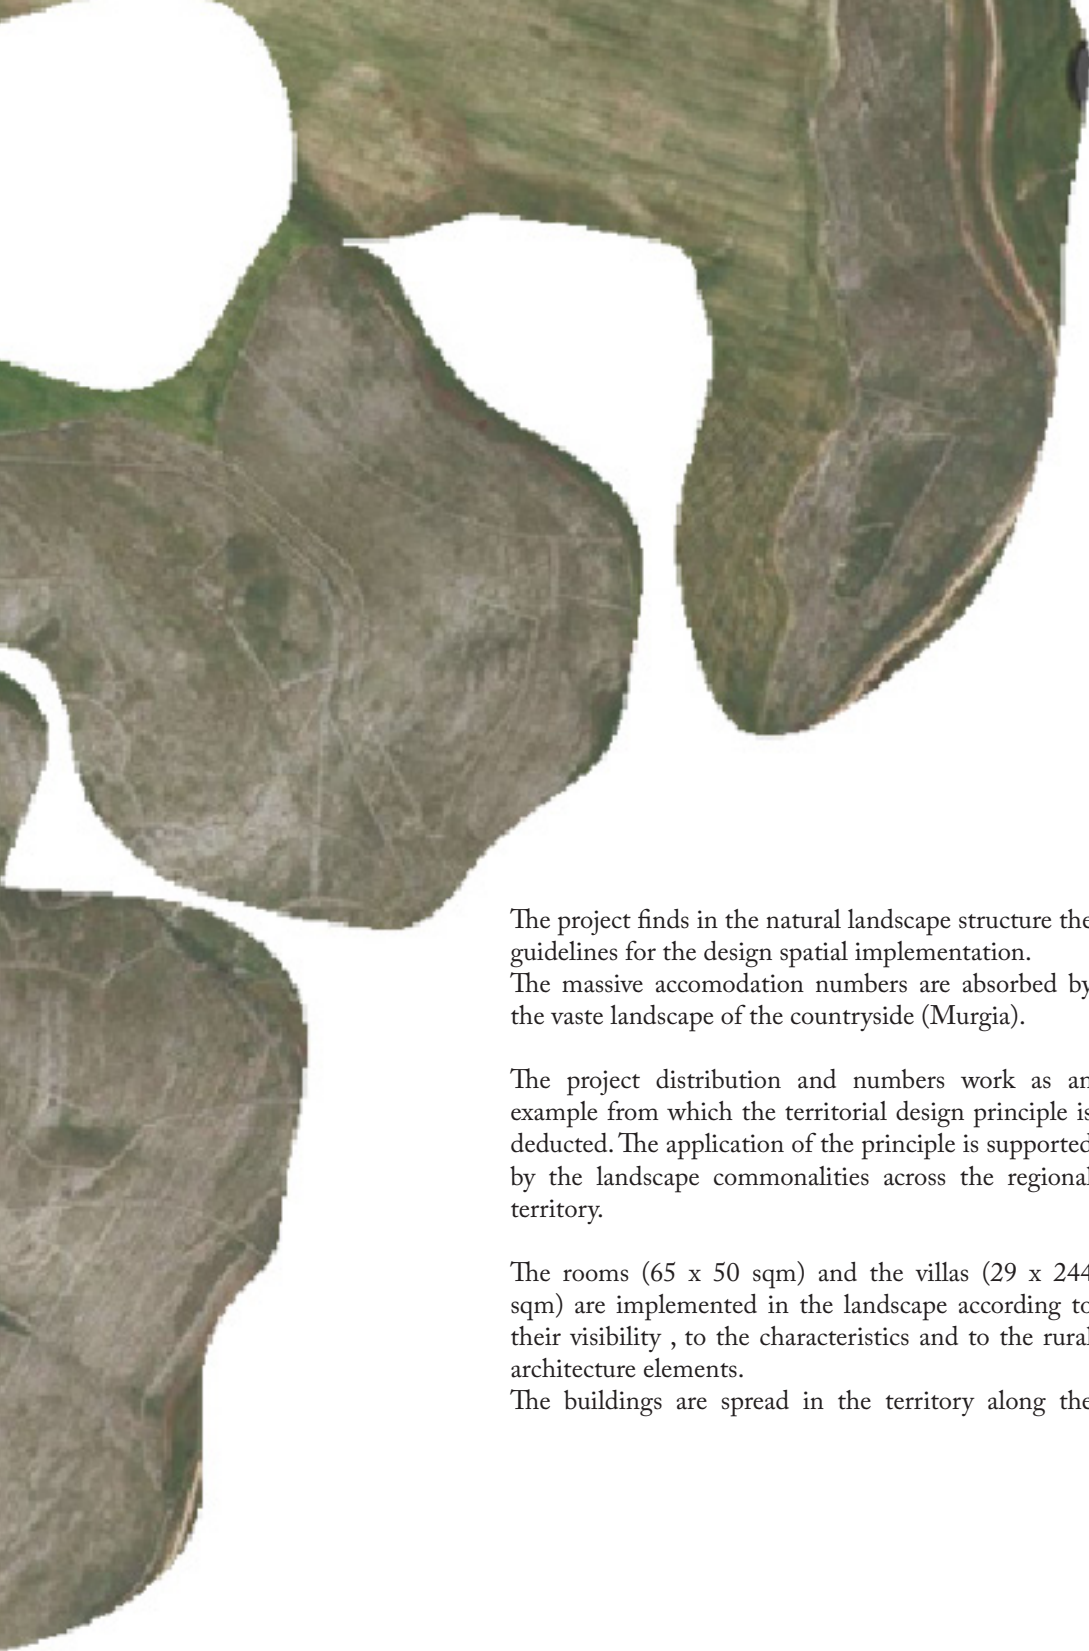 The project finds in the natural landscape structure the
guidelines for the design spatial implementation.
The massive accomodation numbers are absorbed by
the vaste landscape of the countryside (Murgia).
The project distribution and numbers work as an
example from which the territorial design principle is
deducted. The application of the principle is supported
by the landscape commonalities across the regional
territory.
The rooms (65 x 50 sqm) and the villas (29 x 244
sqm) are implemented in the landscape according to
their visibility , to the characteristics and to the rural
architecture elements.
The buildings are spread in the territory along the